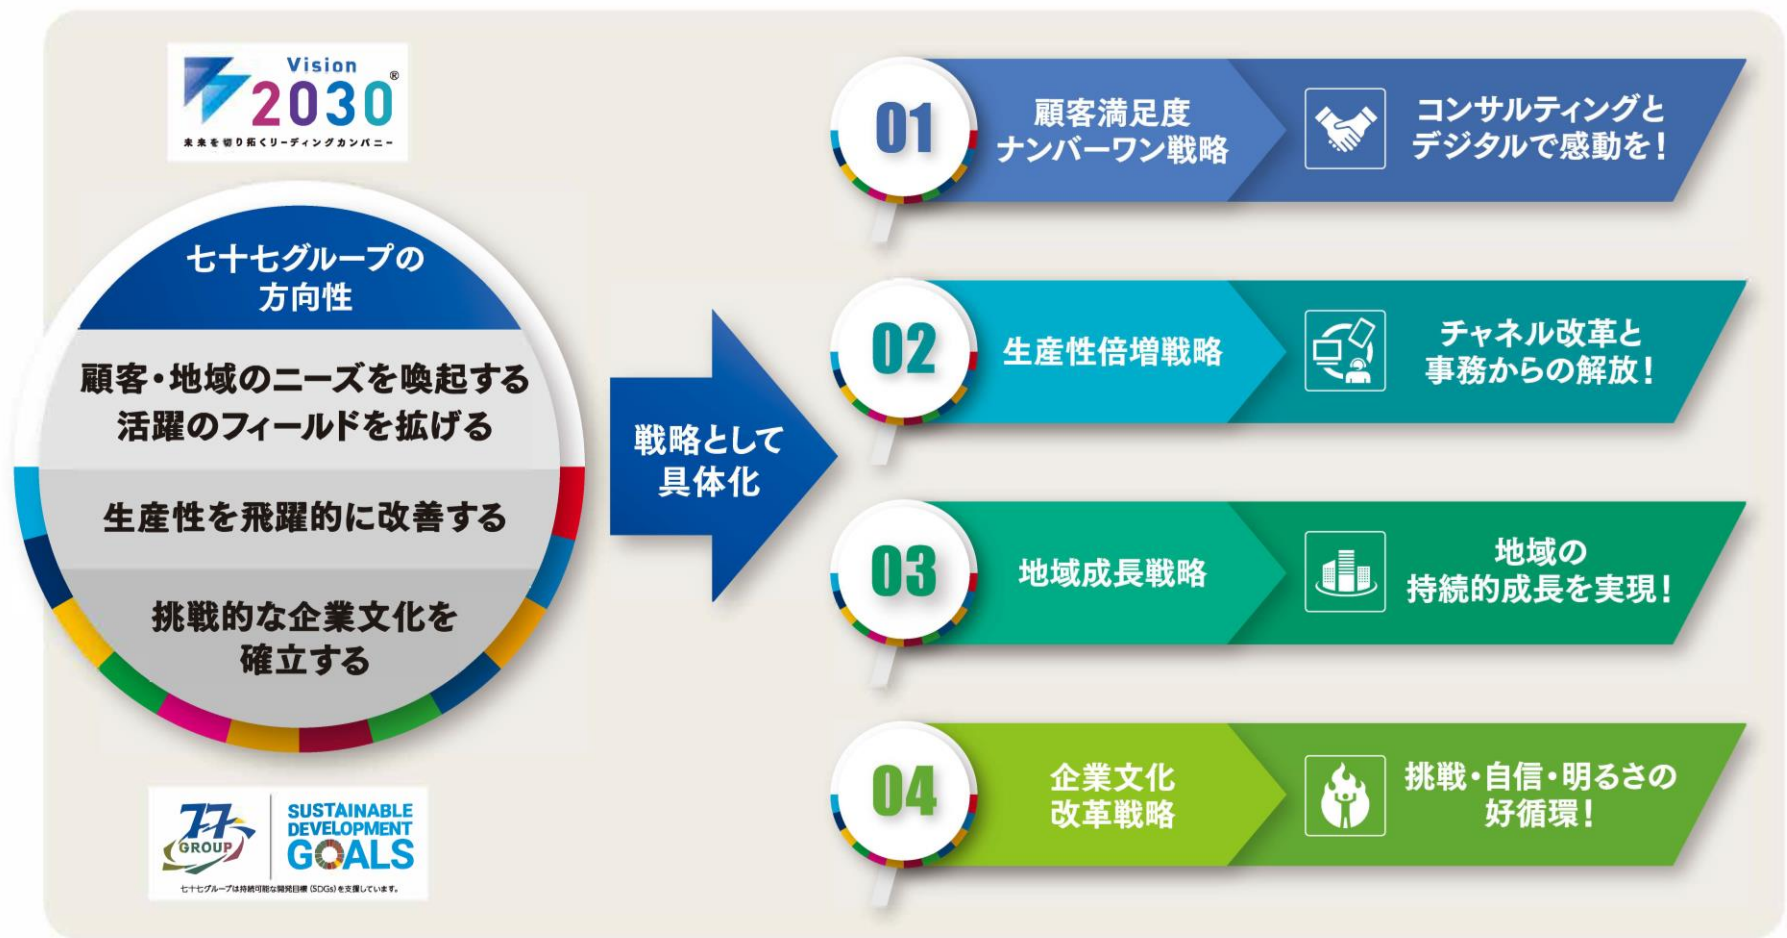 Vision
2030®
未来を切り拓くリーディングカンパニー
七十七グループの
方向性
顧客・地域のニーズを喚起する
活躍のフィールドを拡げる
生産性を飛躍的に改善する
挑戦的な企業文化を
確立する
77
GROUP
SUSTAINABLE
DEVELOPMENT
GOALS
七十七グループは持続可能な開発目標(SDGs)を支援しています。
戦略として
具体化
01
顧客満足度
ナンバーワン戦略
コンサルティングと
デジタルで感動を!
02
生産性倍増戦略
チャネル改革と
事務からの解放!
03
地域成長戦略
地域の
持続的成長を実現!
04
企業文化
改革戦略
挑戦・自信・明るさの
好循環!